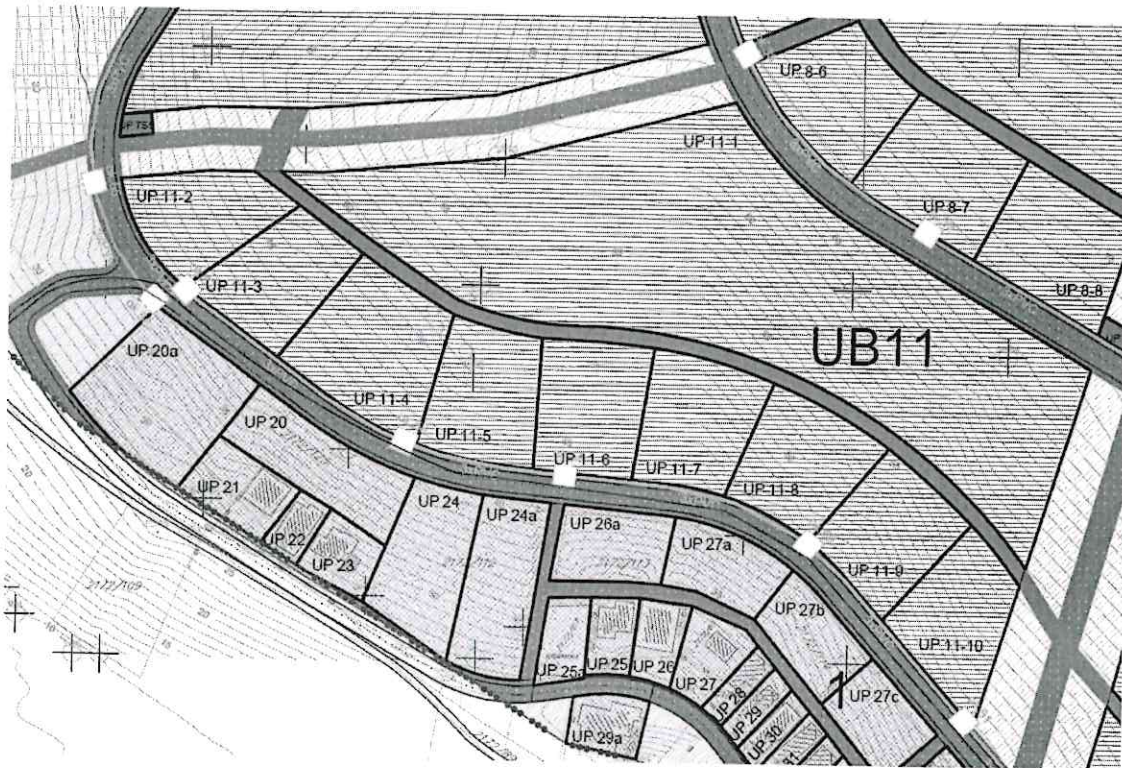 UP 8-6
UP 11-1
UP 11-2
UP 8-7
UP 11-3
UP 8-8
UB11
UP 20a
UP 11-4
UP 20
UP 11-5
UP 11-6
UP 11-7
UP 11-8
UP 21
UP 24
UP 24a
UP 26a
UP 27a
UP 22
UP 23
UP 11-9
2172/109
UP 27b
UP 11-10
UP 25a
UP 25
UP 26
UP 27
UP 28
UP 29
UP 30
1
UP 27c
UP 29a